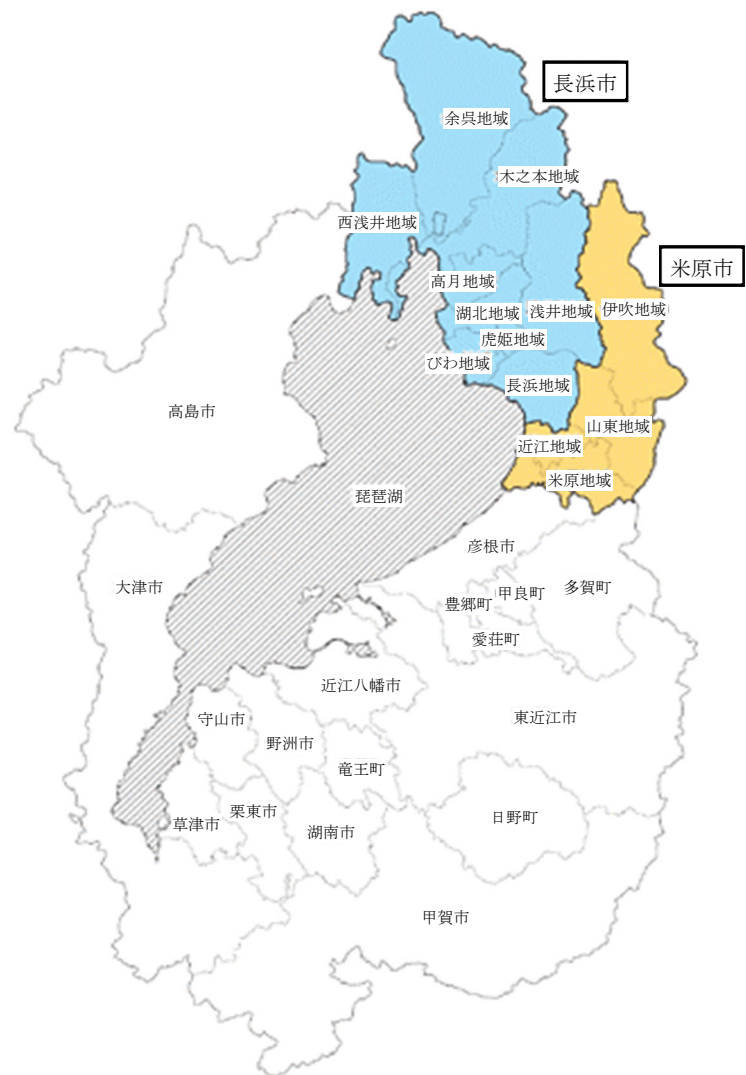 長浜市
余呉地域
木之本地域
西浅井地域
米原市
高月地域
湖北地域
浅井地域
伊吹地域
虎姫地域
びわ地域
長浜地域
高島市
山東地域
近江地域
米原地域
琵琶湖
彦根市
大津市
豊郷町
甲良町
多賀町
愛荘町
近江八幡市
守山市
東近江市
野洲市
竜王町
草津市
栗東市
湖南市
日野町
甲賀市